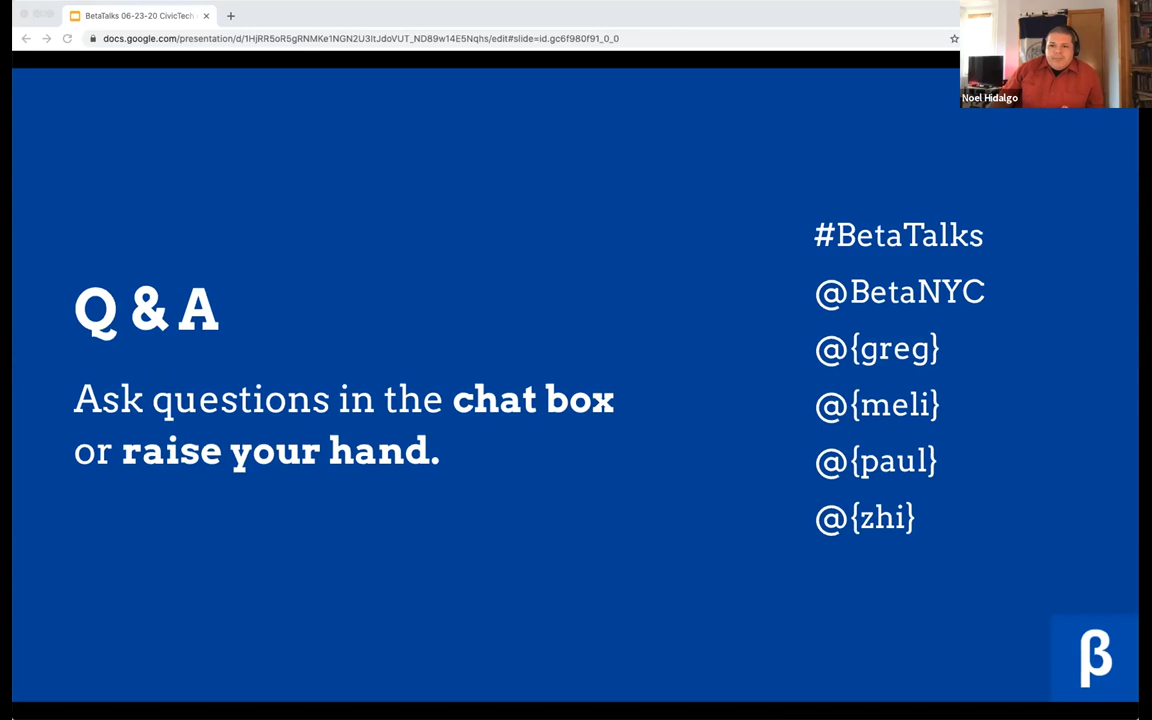 BetaTalks 06-23-20 CivicTech
docs.google.com/presentation/d/1HjRR5oR5gRNMKe1NGN2U3ItJdoVUT_ND89w14E5Nqhs/edit#slide=id.gc6f980f91_0_0
Noel Hidalgo
Q & A
Ask questions in the chat box
or raise your hand.
#BetaTalks
@BetaNYC
@{greg}
@{meli}
@{paul}
@{zhi}
β